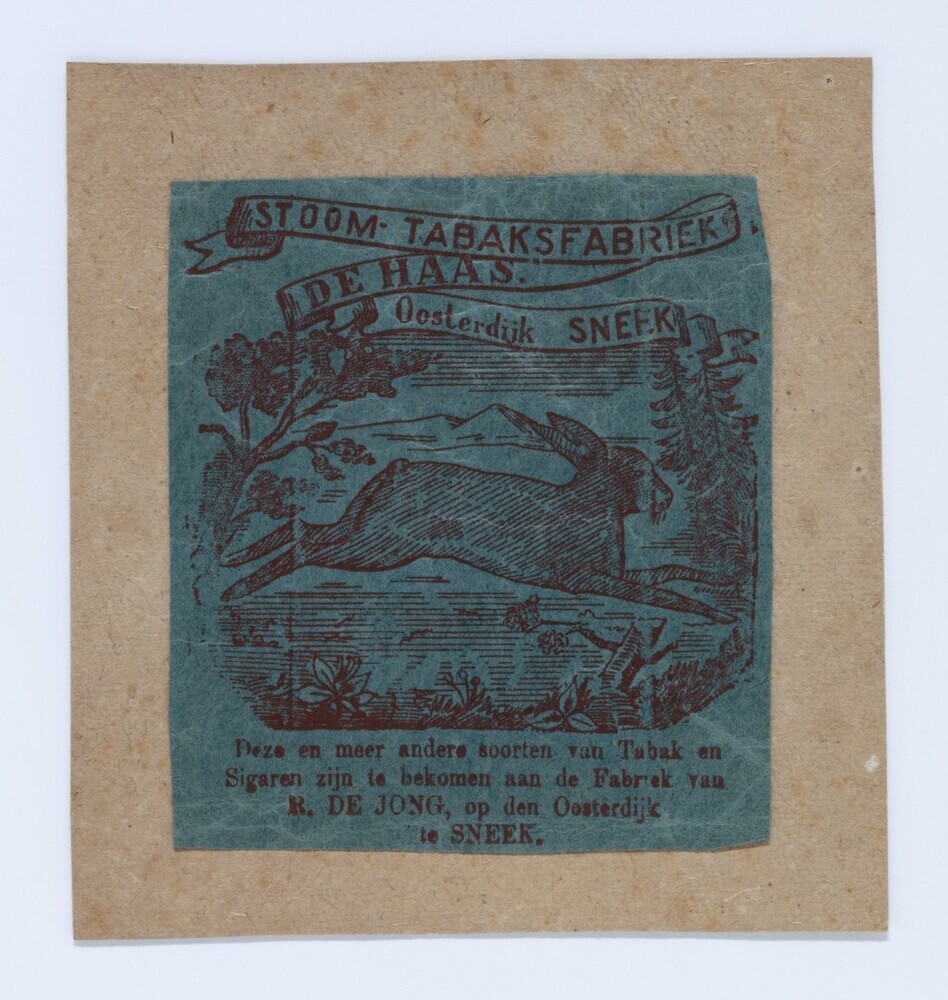 STOOM-TABAKSFABRIEK
DE HAAS.
Oosterdijk SNEEK
Deze en meer andere soorten van Tabak en
Sigaren zijn te bekomen aan de Fabriek van
R. DE JONG, op den Oosterdijk
te SNEEK.